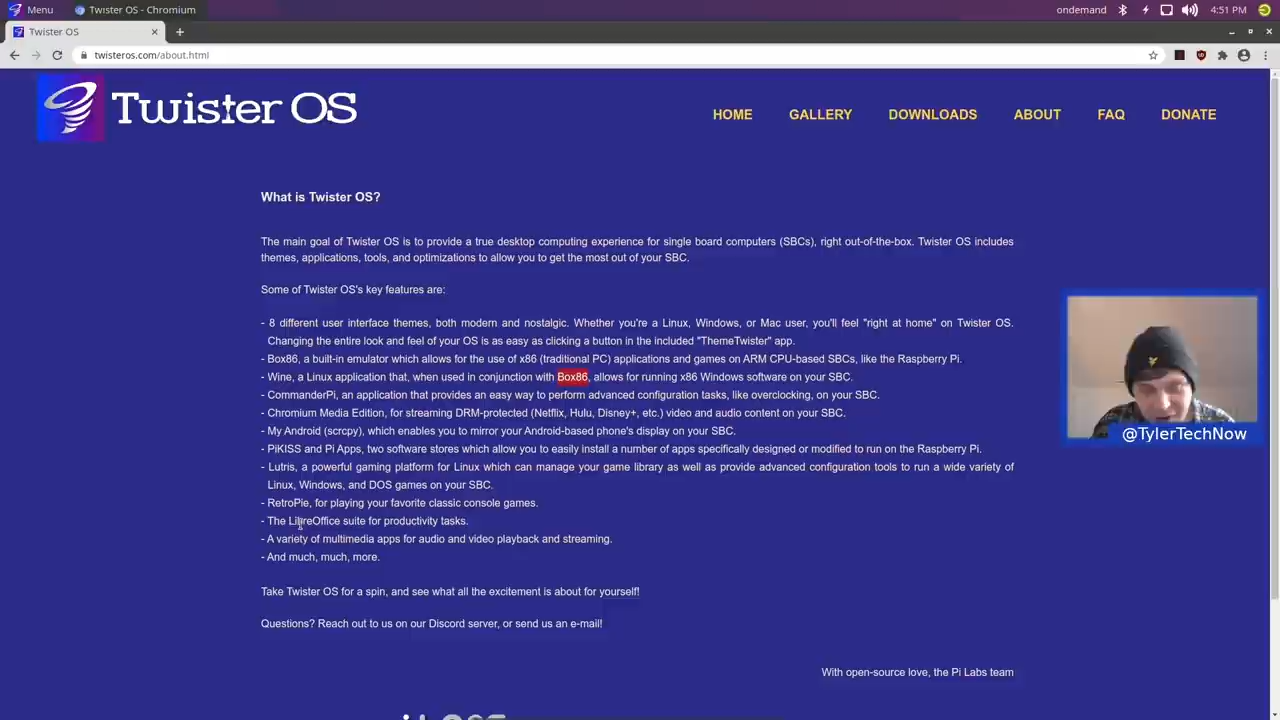 Menu
Twister OS - Chromium
ondemand
4:51 PM
Twister OS
twisteros.com/about.html
Twister OS
HOME
GALLERY
DOWNLOADS
ABOUT
FAQ
DONATE
What is Twister OS?
The main goal of Twister OS is to provide a true desktop computing experience for single board computers (SBCs), right out-of-the-box. Twister OS includes
themes, applications, tools, and optimizations to allow you to get the most out of your SBC.
Some of Twister OS's key features are:
- 8 different user interface themes, both modern and nostalgic. Whether you're a Linux, Windows, or Mac user, you'll feel "right at home" on Twister OS.
Changing the entire look and feel of your OS is as easy as clicking a button in the included "ThemeTwister" app.
- Box86, a built-in emulator which allows for the use of x86 (traditional PC) applications and games on ARM CPU-based SBCs, like the Raspberry Pi.
- Wine, a Linux application that, when used in conjunction with Box86, allows for running x86 Windows software on your SBC.
- CommanderPi, an application that provides an easy way to perform advanced configuration tasks, like overclocking, on your SBC.
- Chromium Media Edition, for streaming DRM-protected (Netflix, Hulu, Disney+, etc.) video and audio content on your SBC.
- My Android (scrcpy), which enables you to mirror your Android-based phone's display on your SBC.
- PiKISS and Pi Apps, two software stores which allow you to easily install a number of apps specifically designed or modified to run on the Raspberry Pi.
- Lutris, a powerful gaming platform for Linux which can manage your game library as well as provide advanced configuration tools to run a wide variety of
Linux, Windows, and DOS games on your SBC.
- RetroPie, for playing your favorite classic console games.
- The LibreOffice suite for productivity tasks.
- A variety of multimedia apps for audio and video playback and streaming.
- And much, much, more.
Take Twister OS for a spin, and see what all the excitement is about for yourself!
Questions? Reach out to us on our Discord server, or send us an e-mail!
With open-source love, the Pi Labs team
@TylerTechNow